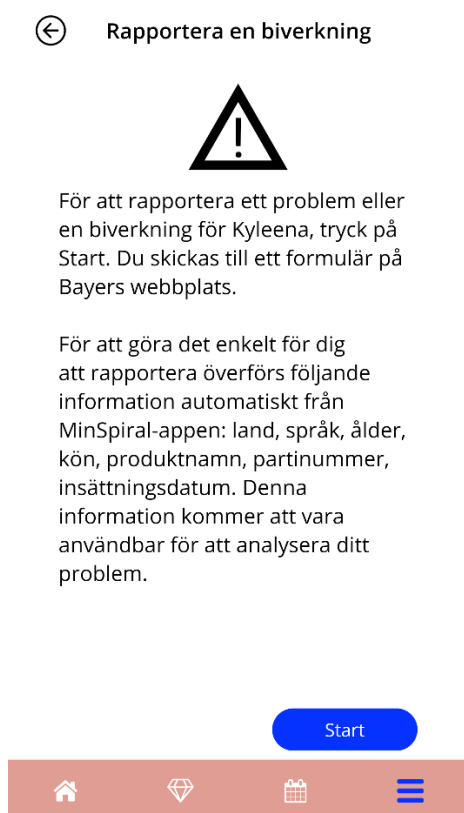 Rapportera en biverkning
För att rapportera ett problem eller
en biverkning för Kyleena, tryck på
Start. Du skickas till ett formulär på
Bayers webbplats.
För att göra det enkelt för dig
att rapportera överförs följande
information automatiskt från
MinSpiral-appen: land, språk, ålder,
kön, produktnamn, partinummer,
insättningsdatum. Denna
information kommer att vara
användbar för att analysera ditt
problem.
Start